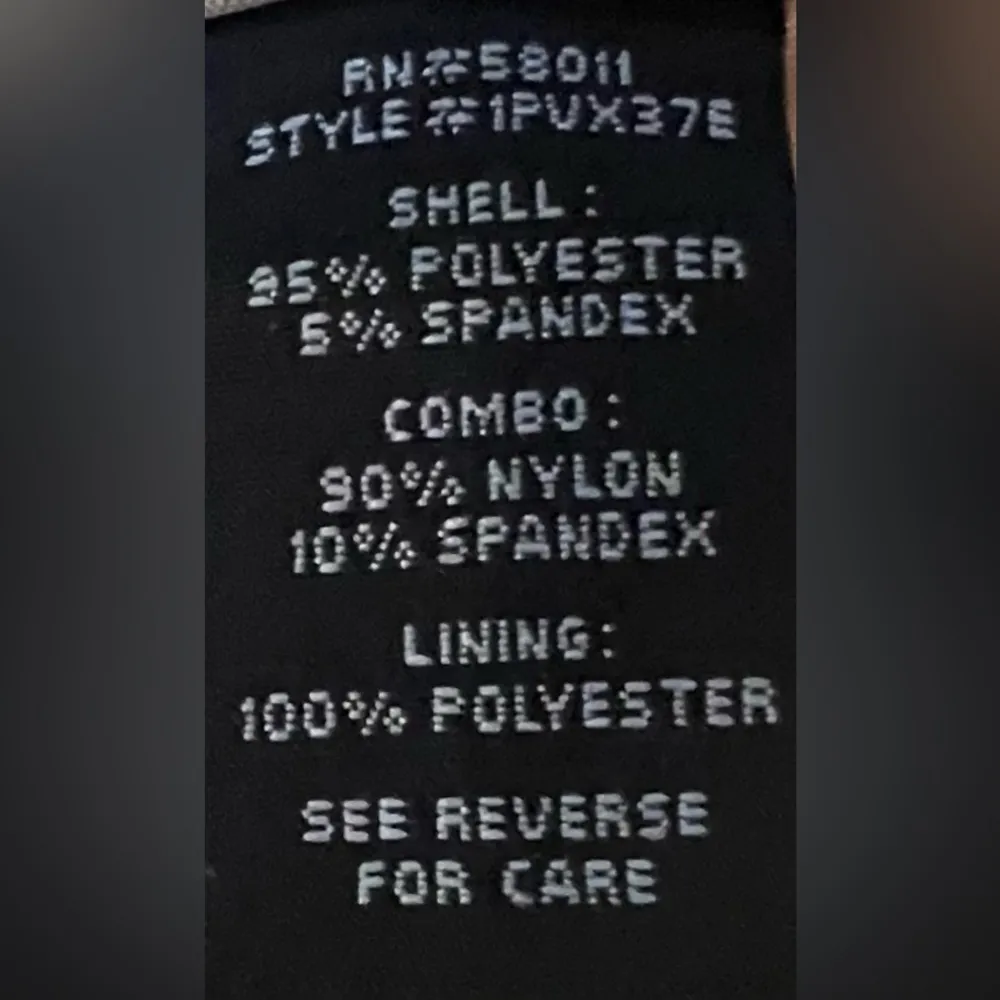 RN#58011
STYLE#1PVX37E
SHELL:
95% POLYESTER
5% SPANDEX
COMBO:
90% NYLON
10% SPANDEX
LINING:
100% POLYESTER
SEE REVERSE
FOR CARE